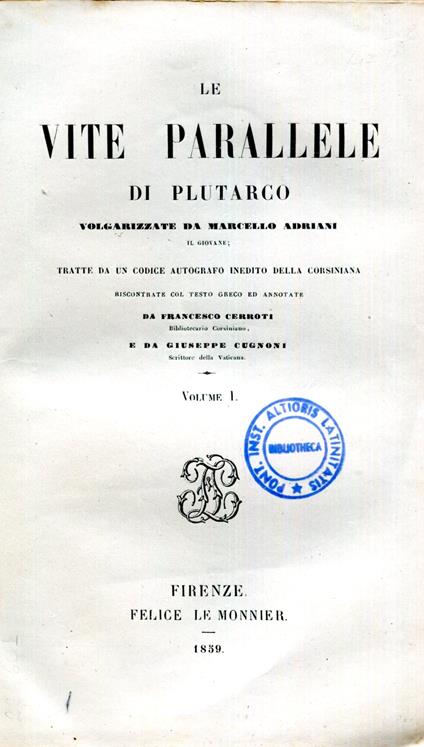 LE
VITE PARALLELE
DI PLUTARCO
VOLGARIZZATE DA MARCELLO ADRIANI
IL GIOVANE;
TRATTE DA UN CODICE AUTOGRAFO INEDITO DELLA CORSINIANA
RISCONTRATE COL TESTO GRECO ED ANNOTATE
DA FRANCESCO CERROTI
Bibliotecario Corsiniano,
E DA GIUSEPPE CUGNONI
Scrittore della Vaticana.
VOLUME I.
PONT. INST. ALTIORIS LATINITATIS
BIBLIOTHECA
FIRENZE.
FELICE LE MONNIER.
1859.